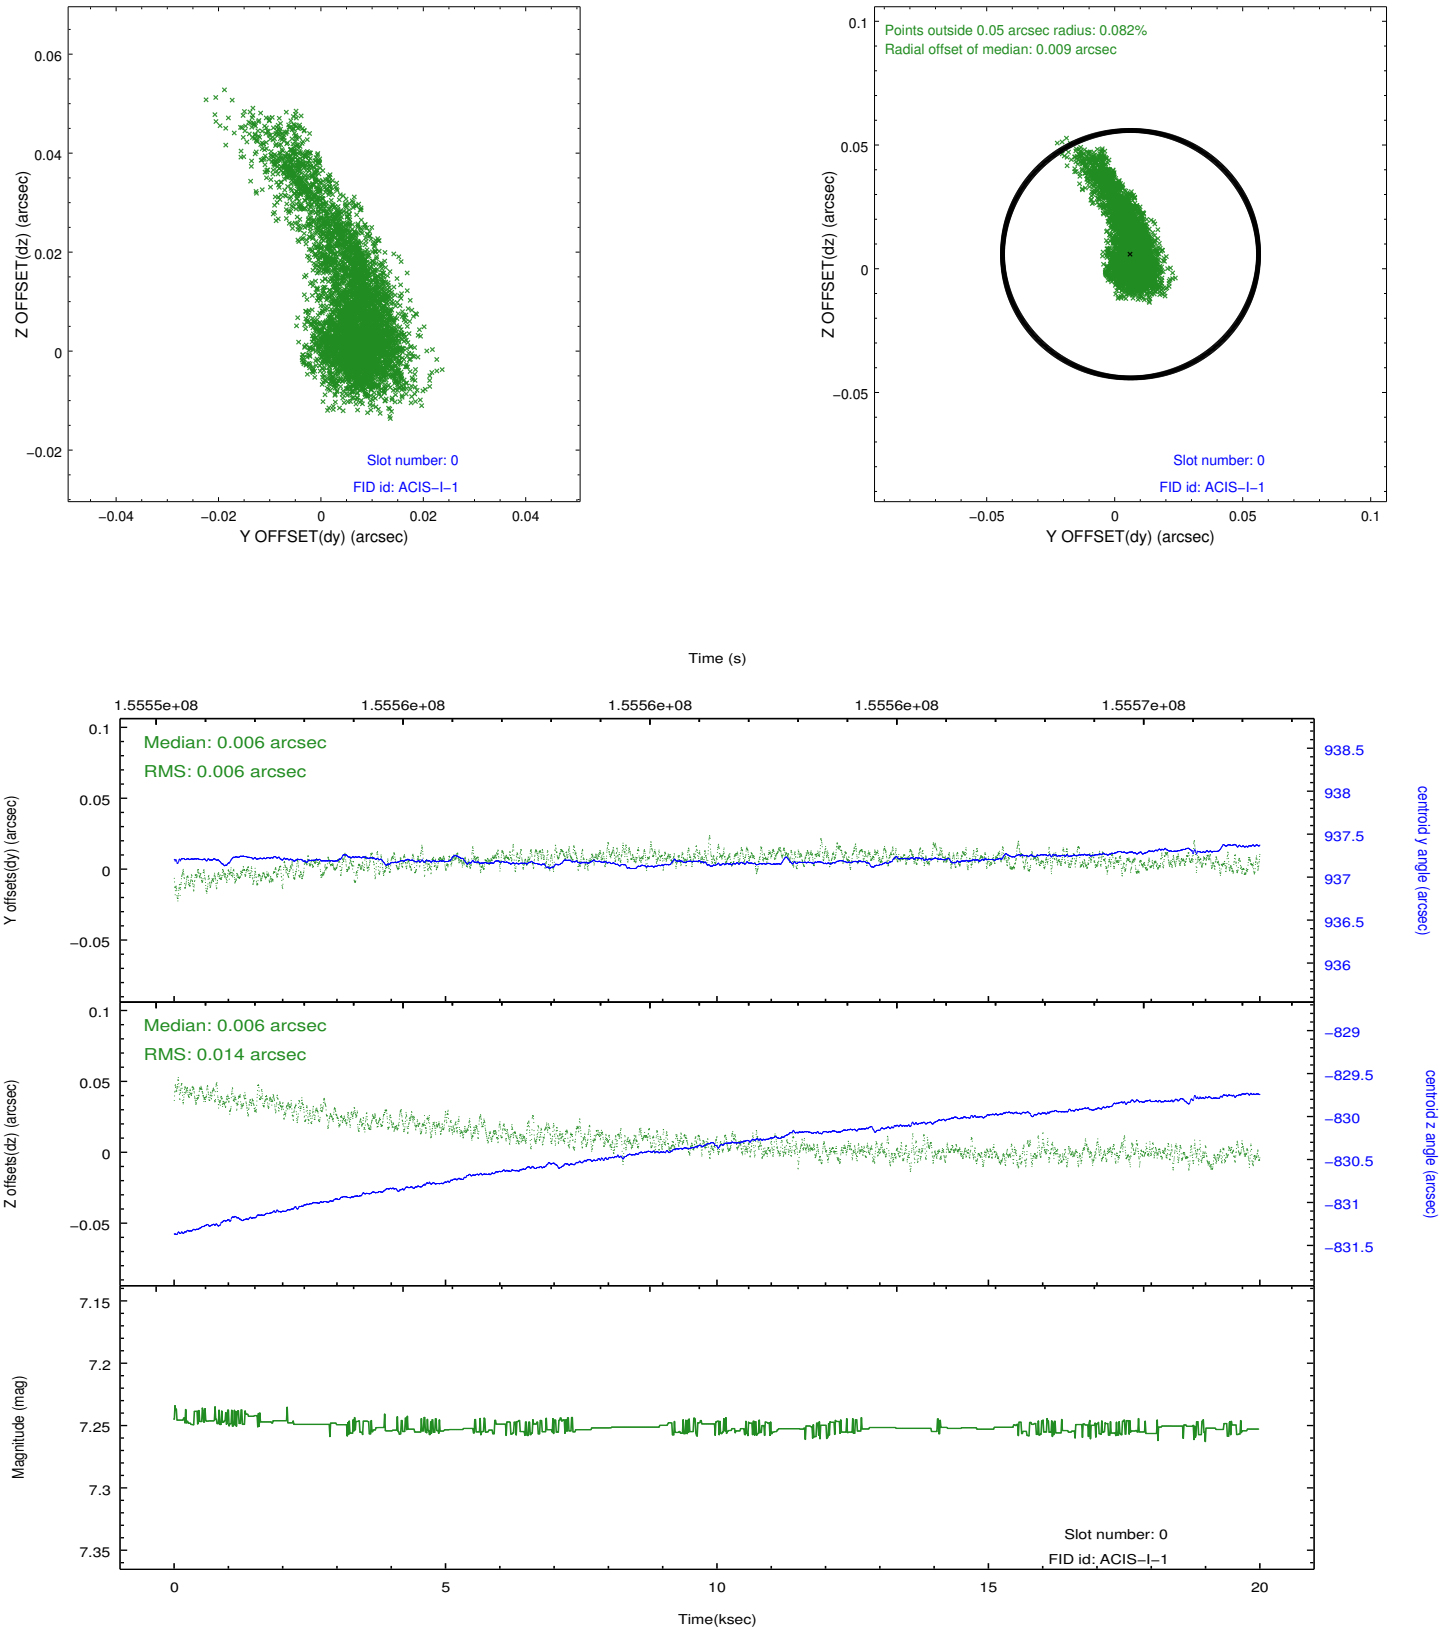 0.06
0.04
0.02
0
−0.02
Z OFFSET(dz) (arcsec)
Slot number: 0
FID id: ACIS−I−1
−0.04
−0.02
0
0.02
0.04
Y OFFSET(dy) (arcsec)
Points outside 0.05 arcsec radius: 0.082%
Radial offset of median: 0.009 arcsec
0.1
0.05
0
−0.05
Z OFFSET(dz) (arcsec)
Slot number: 0
FID id: ACIS−I−1
−0.05
0
0.05
0.1
Y OFFSET(dy) (arcsec)
Time (s)
1.5555e+08
1.5556e+08
1.5556e+08
1.5556e+08
1.5557e+08
Median: 0.006 arcsec
RMS: 0.006 arcsec
0.1
0.05
0
−0.05
Y offsets(dy) (arcsec)
938.5
938
937.5
937
936.5
936
centroid y angle (arcsec)
Median: 0.006 arcsec
RMS: 0.014 arcsec
0.1
0.05
0
−0.05
Z offsets(dz) (arcsec)
−829
−829.5
−830
−830.5
−831
−831.5
centroid z angle (arcsec)
7.15
7.2
7.25
7.3
7.35
Magnitude (mag)
Slot number: 0
FID id: ACIS−I−1
0
5
10
15
20
Time(ksec)